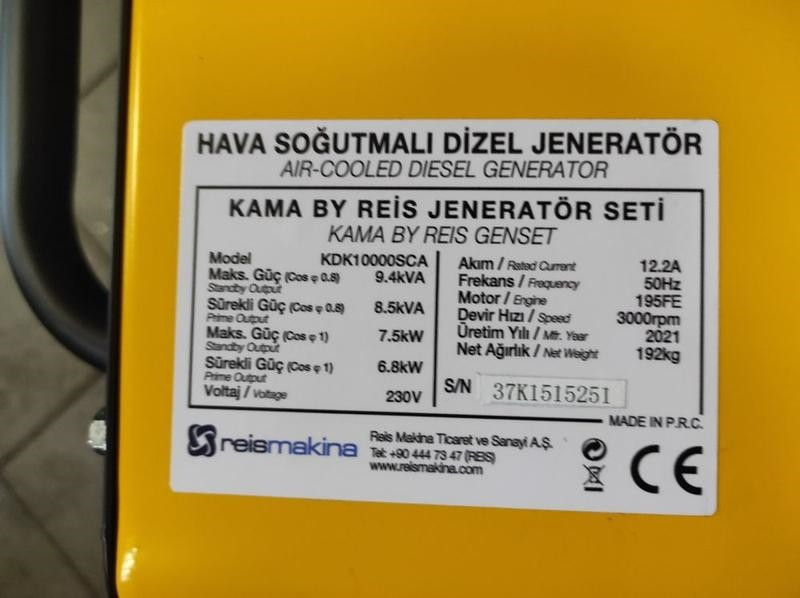 HAVA SOĞUTMALI DİZEL JENERATÖR
AIR-COOLED DIESEL GENERATOR
KAMA BY REİS JENERATÖR SETİ
KAMA BY REIS GENSET
Model KDK10000SCA
Maks. Güç (Cos φ 0.8) 9.4kVA
Standby Output
Sürekli Güç (Cos φ 0.8) 8.5kVA
Prime Output
Maks. Güç (Cos φ 1) 7.5kW
Standby Output
Sürekli Güç (Cos φ 1) 6.8kW
Prime Output
Voltaj / Voltage 230V
Akım / Rated Current 12.2A
Frekans / Frequency 50Hz
Motor / Engine 195FE
Devir Hızı / Speed 3000rpm
Üretim Yılı / Mfr. Year 2021
Net Ağırlık / Net Weight 192kg
S/N 37K1515251
MADE IN P.R.C.
reismakina
Reis Makina Ticaret ve Sanayi A.Ş.
Tel: +90 444 73 47 (REIS)
www.reismakina.com
CE